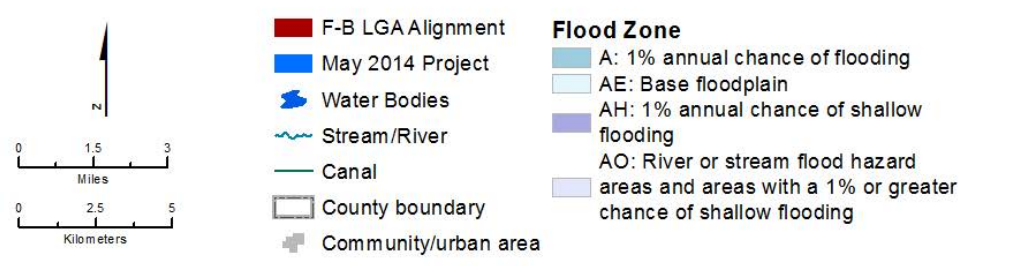 N
0 1.5 3
Miles
0 2.5 5
Kilometers
F-B LGA Alignment
May 2014 Project
Water Bodies
Stream/River
Canal
County boundary
Community/urban area
Flood Zone
A: 1% annual chance of flooding
AE: Base floodplain
AH: 1% annual chance of shallow
flooding
AO: River or stream flood hazard
areas and areas with a 1% or greater
chance of shallow flooding